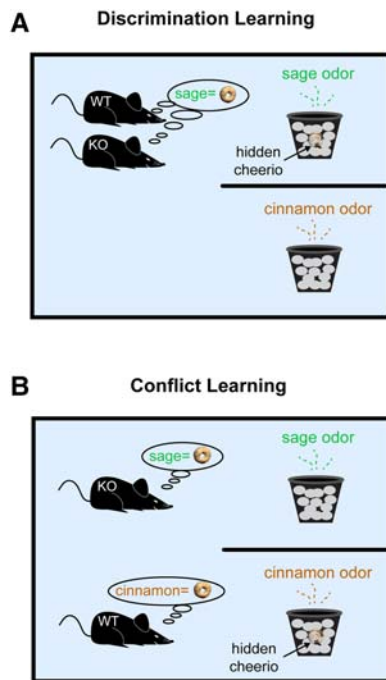 A
Discrimination Learning
sage=
sage odor
WT
KO
hidden
cheerio
cinnamon odor
B
Conflict Learning
sage=
sage odor
KO
cinnamon=
cinnamon odor
WT
hidden
cheerio